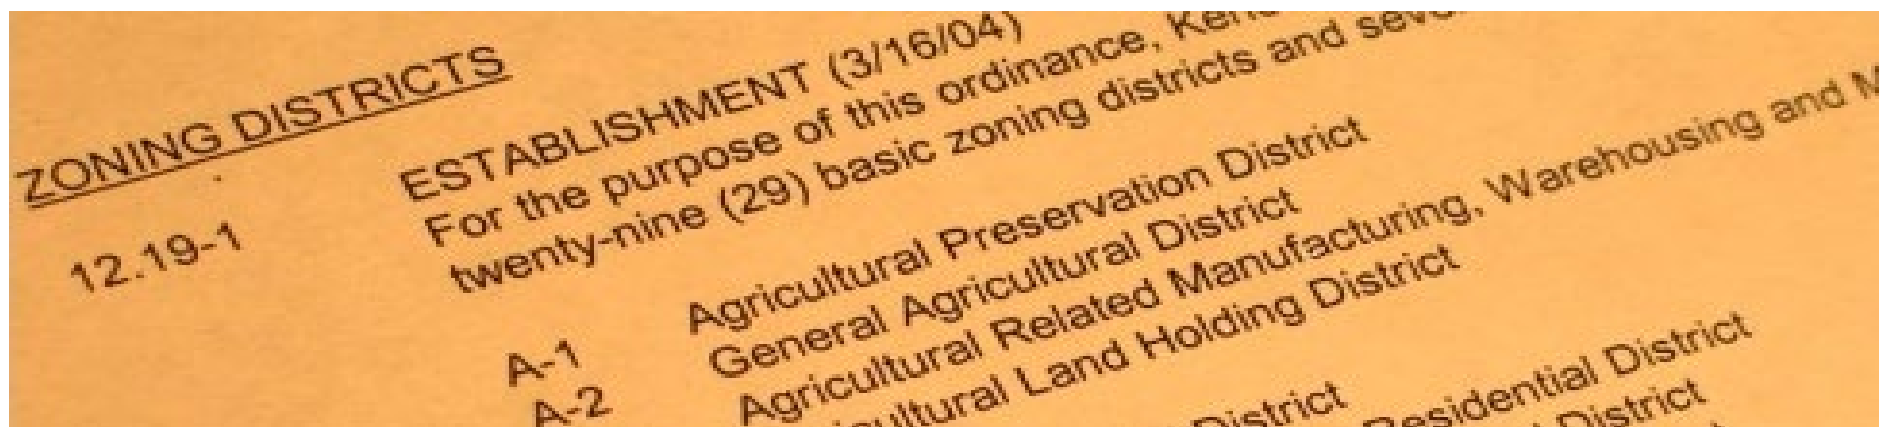 ZONING DISTRICTS
12.19-1 ESTABLISHMENT (3/16/04)
For the purpose of this ordinance,
twenty-nine (29) basic zoning districts and
A-1 Agricultural Preservation District
A-2 General Agricultural District
Agricultural Related Manufacturing, Warehousing and
Land Holding District
District
Residential District
District